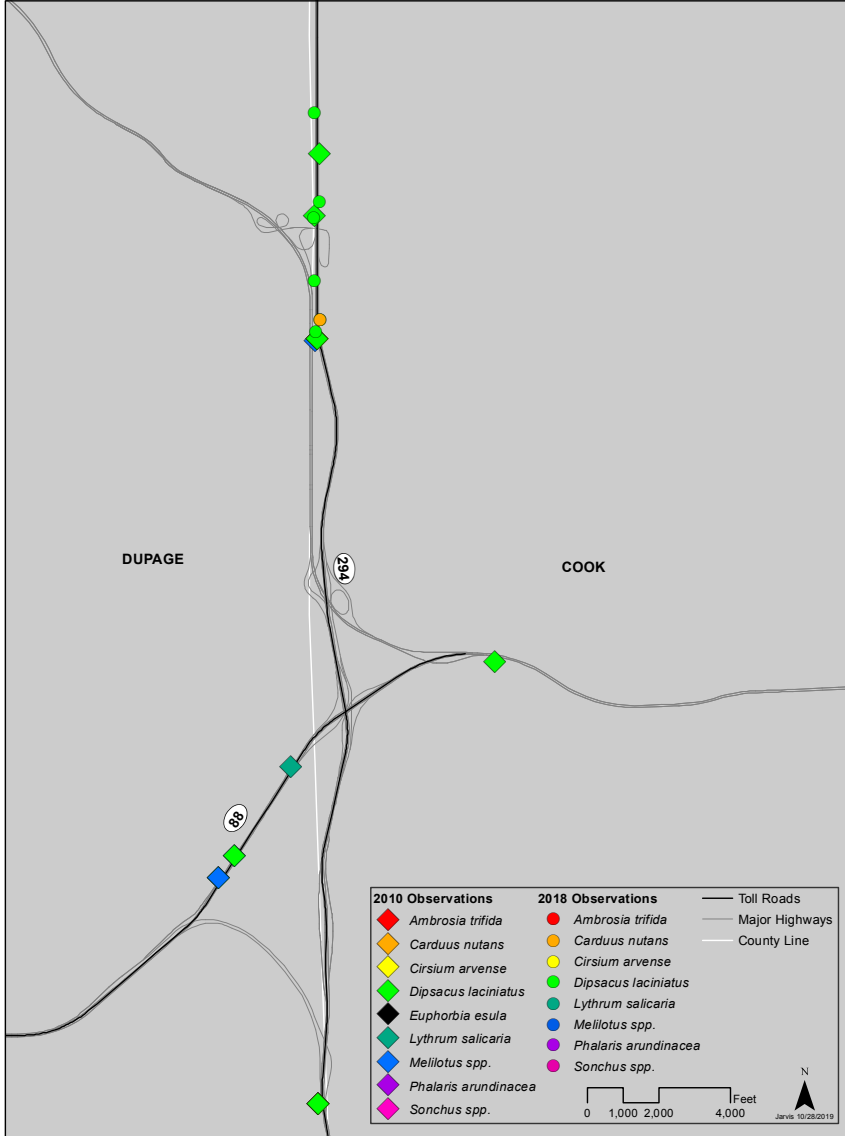 DUPAGE
COOK
294
88
2010 Observations
Ambrosia trifida
Carduus nutans
Cirsium arvense
Dipsacus laciniatus
Euphorbia esula
Lythrum salicaria
Melilotus spp.
Phalaris arundinacea
Sonchus spp.
2018 Observations
Ambrosia trifida
Carduus nutans
Cirsium arvense
Dipsacus laciniatus
Lythrum salicaria
Melilotus spp.
Phalaris arundinacea
Sonchus spp.
Toll Roads
Major Highways
County Line
Feet
0 1,000 2,000 4,000
N
Jarvis 10/28/2019